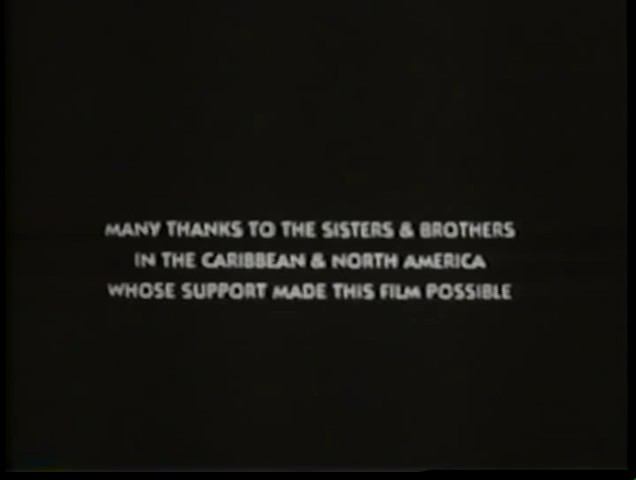 MANY THANKS TO THE SISTERS & BROTHERS
IN THE CARIBBEAN & NORTH AMERICA
WHOSE SUPPORT MADE THIS FILM POSSIBLE